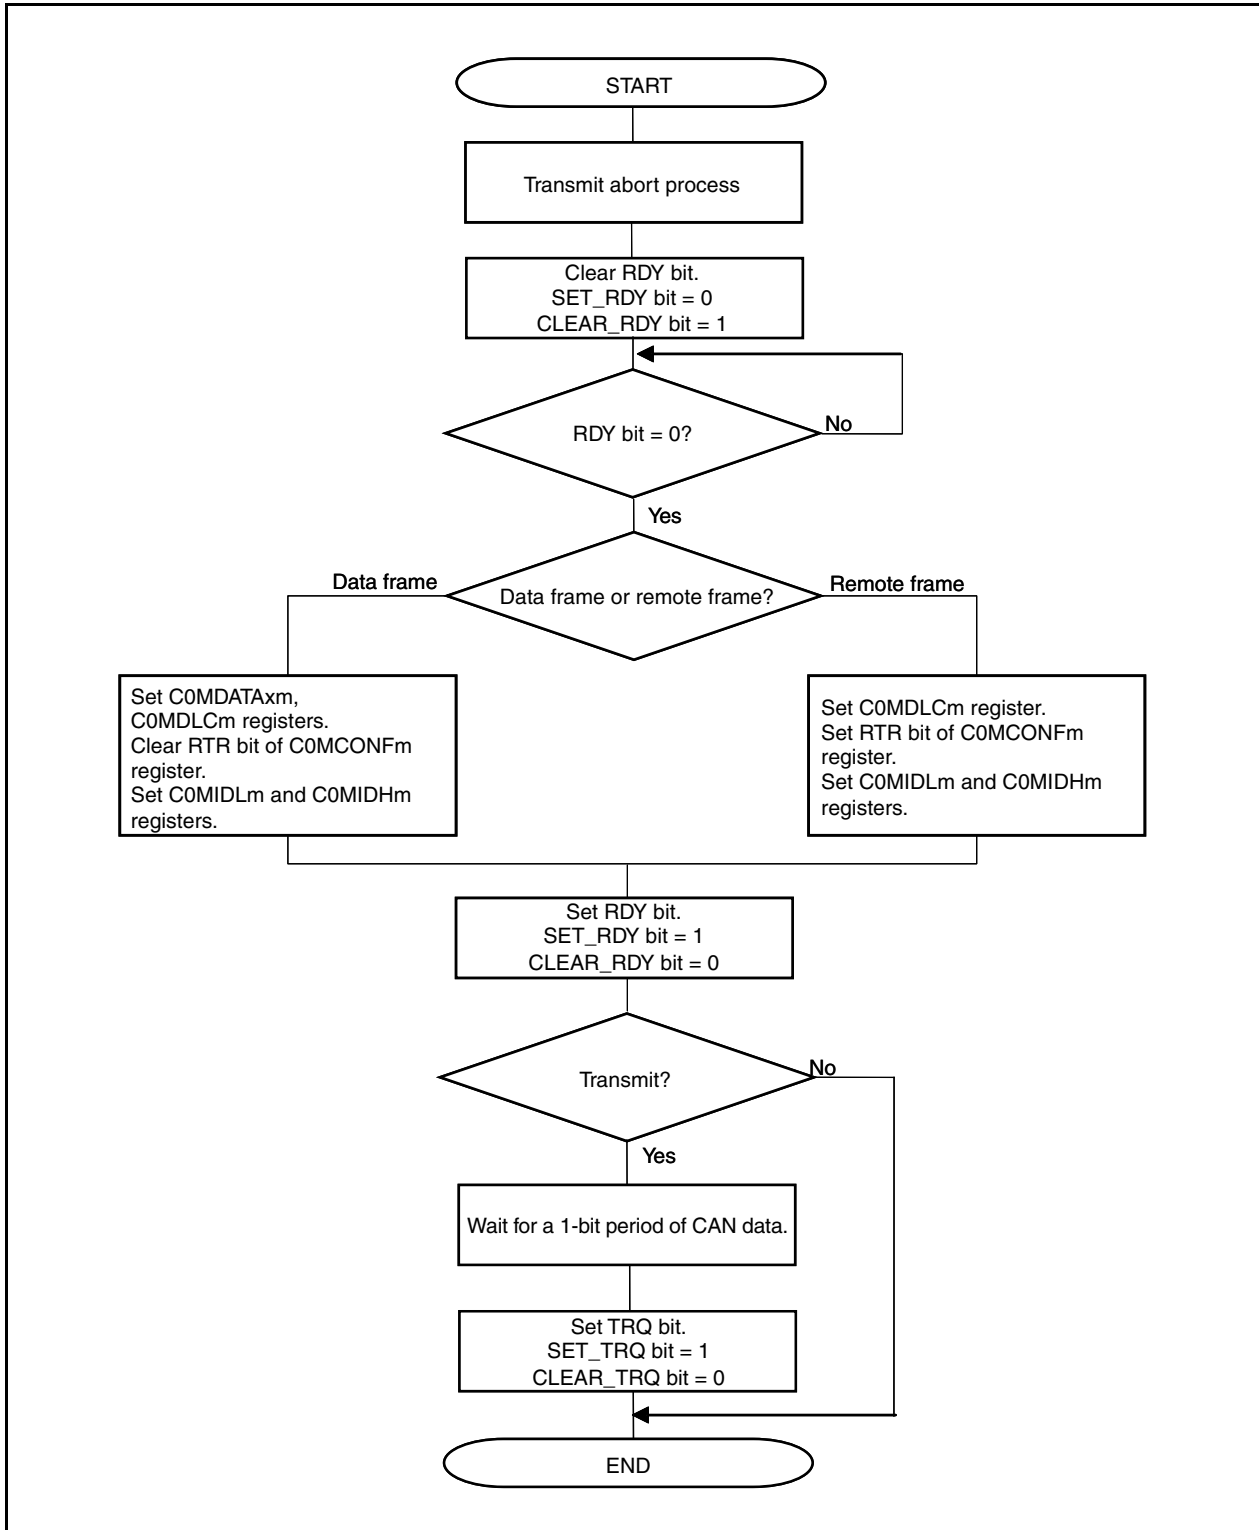 START
Transmit abort process
Clear RDY bit.
SET_RDY bit = 0
CLEAR_RDY bit = 1
RDY bit = 0?
No
Yes
Data frame
Data frame or remote frame?
Remote frame
Set C0MDATAxm,
C0MDLCm registers.
Clear RTR bit of C0MCONFm
register.
Set C0MIDLm and C0MIDHm
registers.
Set C0MDLCm register.
Set RTR bit of C0MCONFm
register.
Set C0MIDLm and C0MIDHm
registers.
Set RDY bit.
SET_RDY bit = 1
CLEAR_RDY bit = 0
Transmit?
No
Yes
Wait for a 1-bit period of CAN data.
Set TRQ bit.
SET_TRQ bit = 1
CLEAR_TRQ bit = 0
END